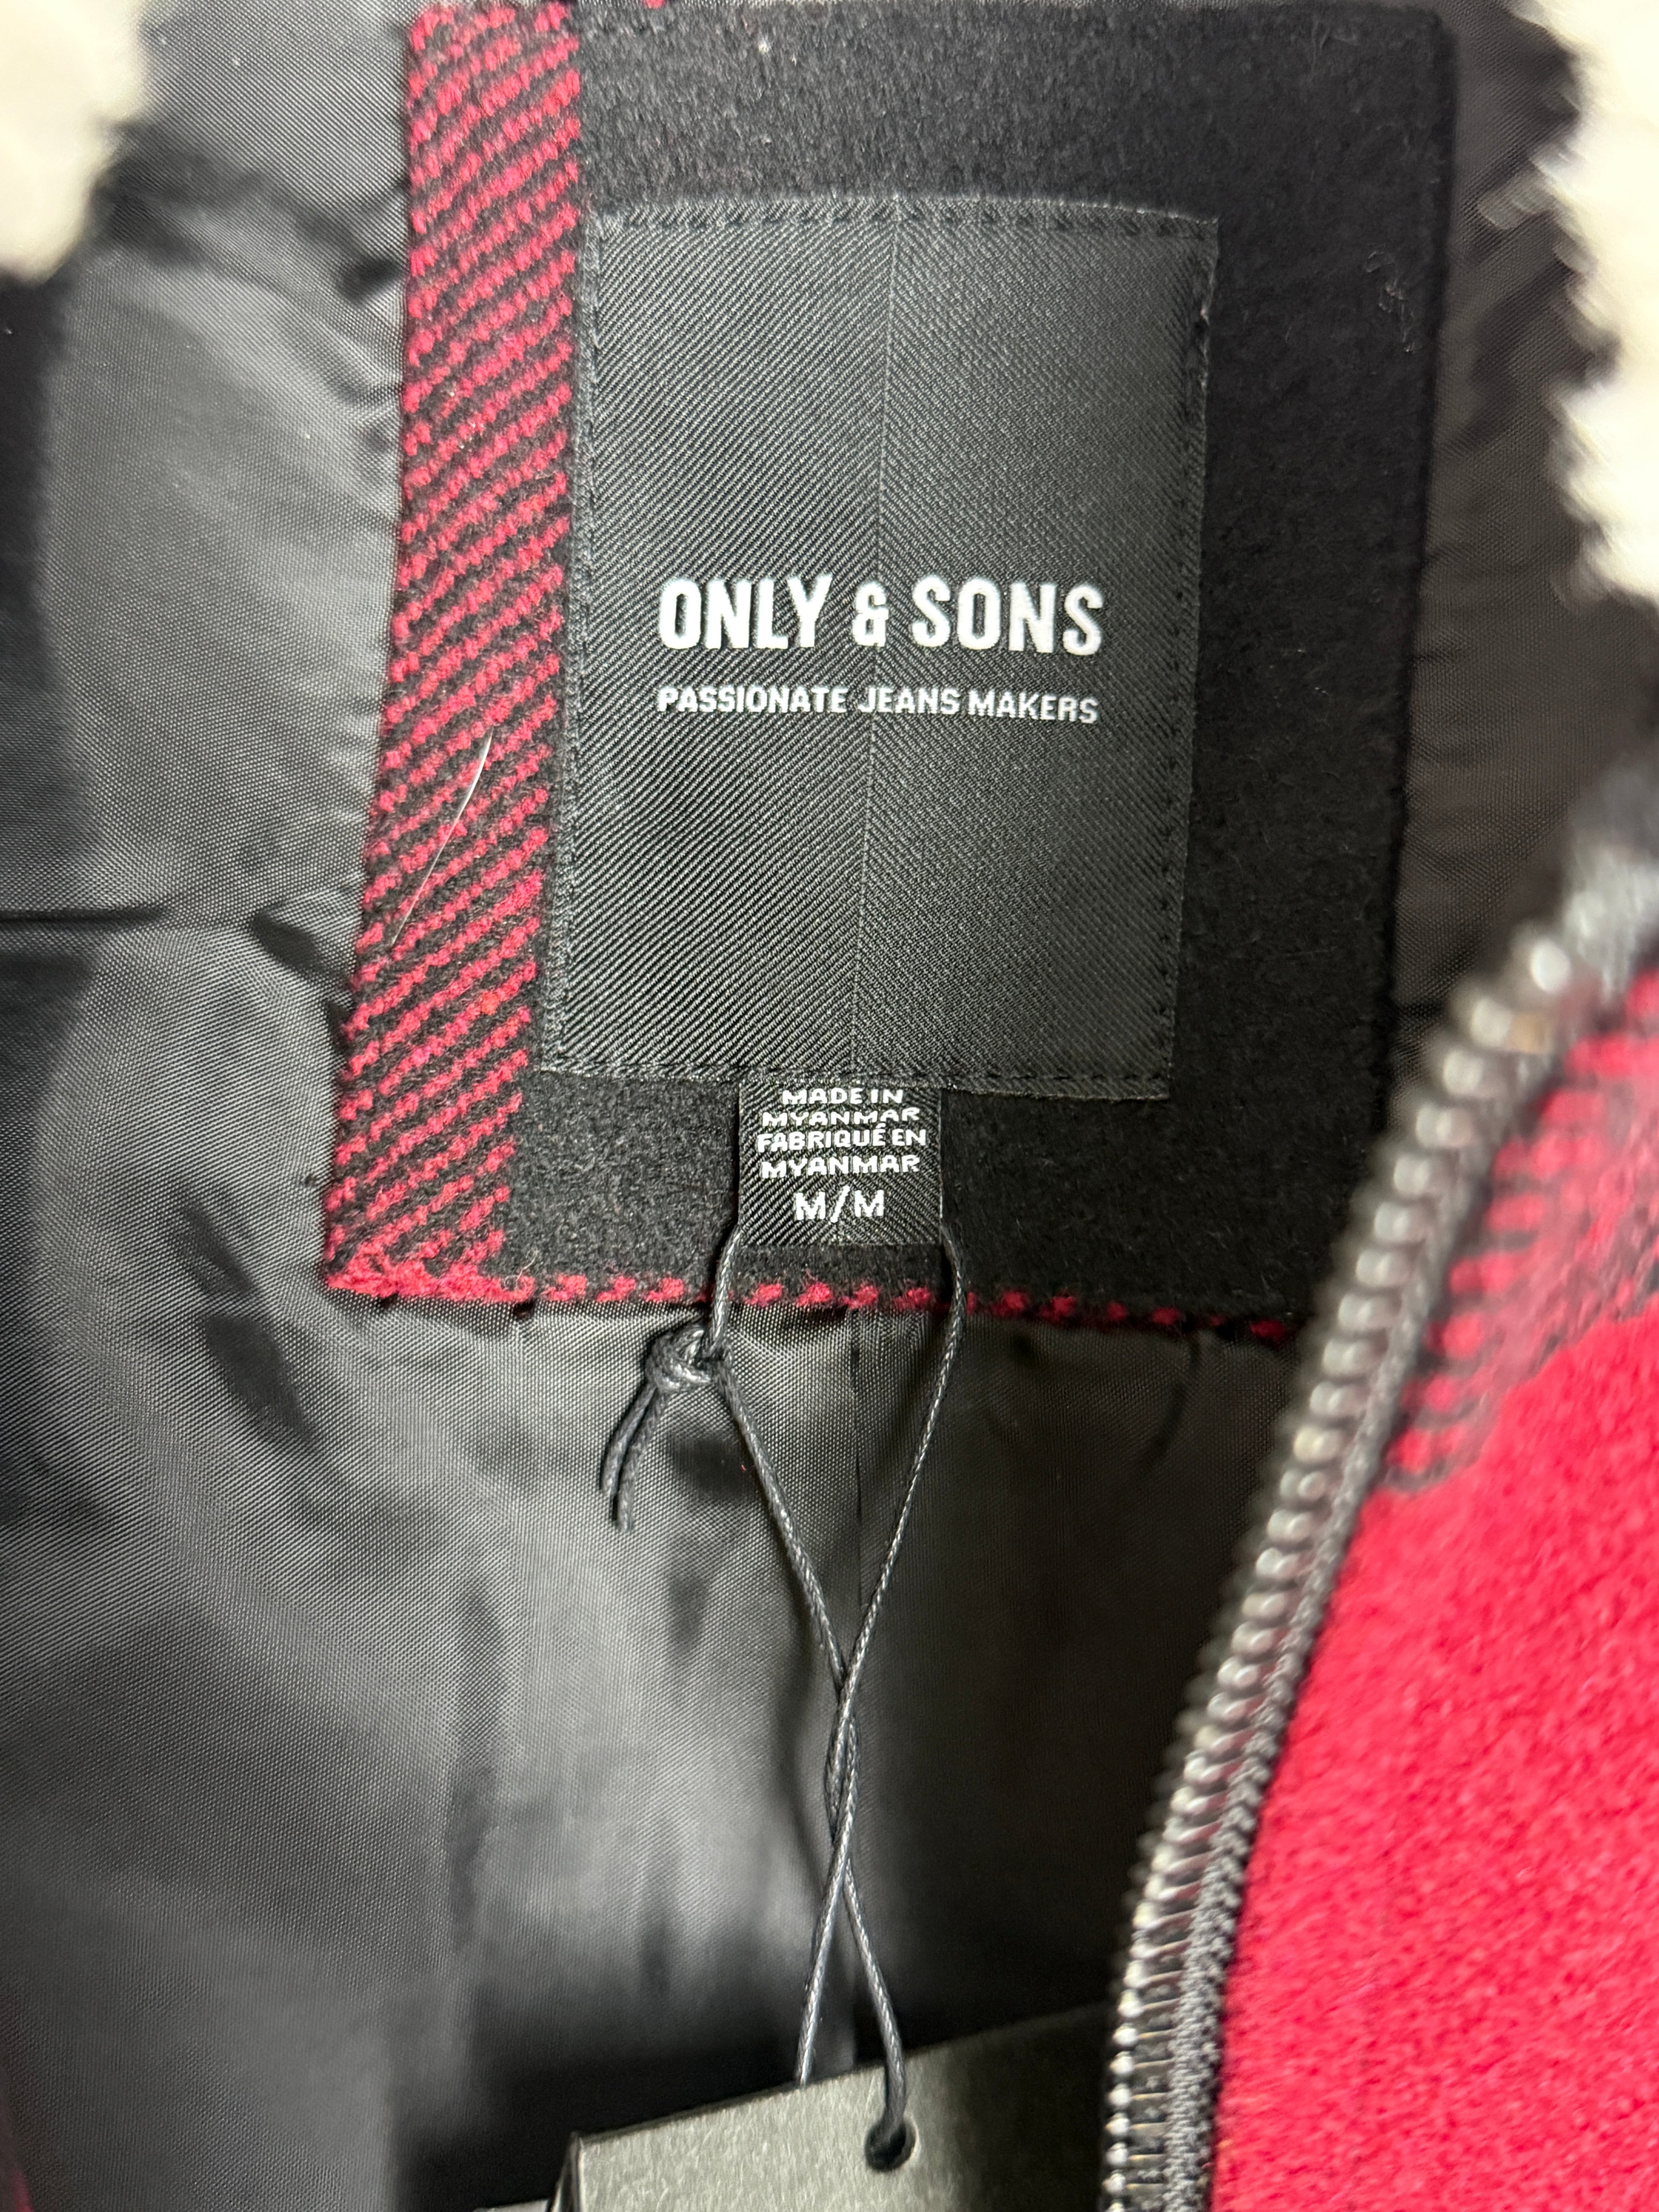 ONLY & SONS
PASSIONATE JEANS MAKERS
MADE IN
MYANMAR
FABRIQUÉ EN
MYANMAR
M/M